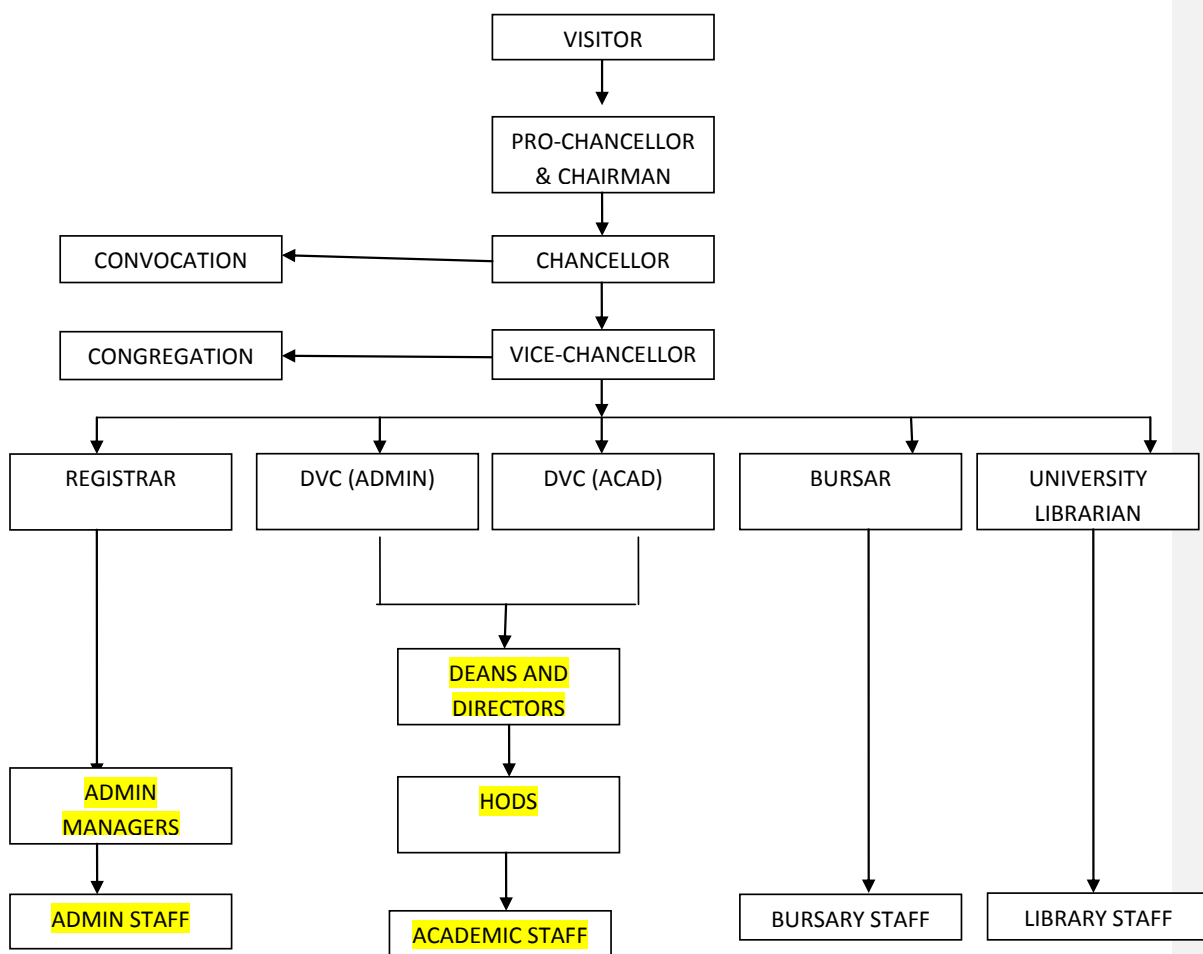 VISITOR
PRO-CHANCELLOR
& CHAIRMAN
CONVOCATION
CHANCELLOR
CONGREGATION
VICE-CHANCELLOR
REGISTRAR
DVC (ADMIN)
DVC (ACAD)
BURSAR
UNIVERSITY
LIBRARIAN
DEANS AND
DIRECTORS
ADMIN
MANAGERS
HODS
ADMIN STAFF
ACADEMIC STAFF
BURSARY STAFF
LIBRARY STAFF